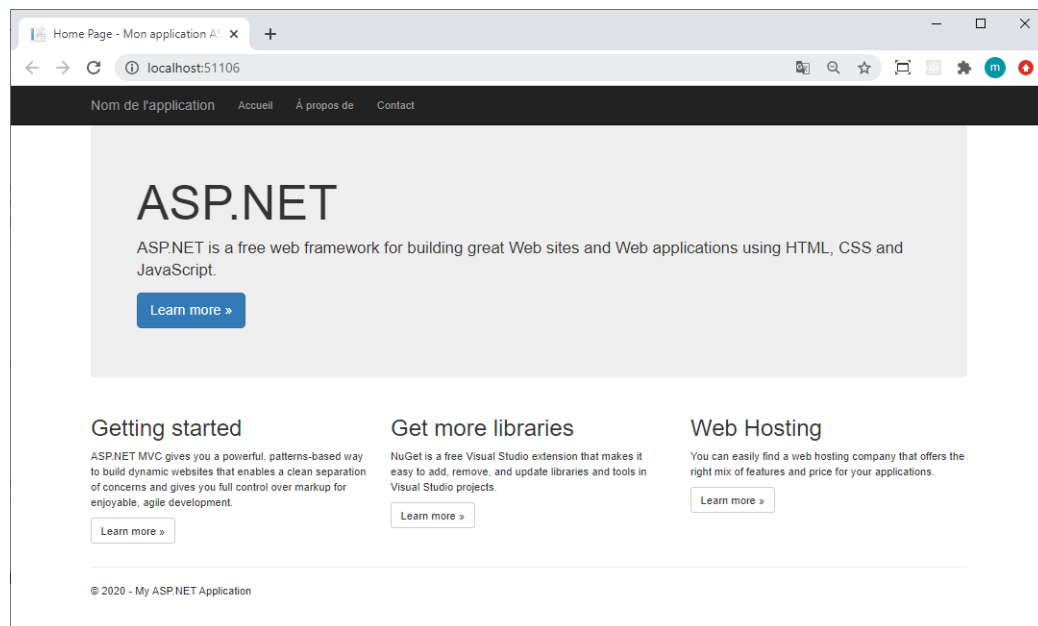 Home Page - Mon application AS
localhost:51106
m
Nom de l'application Accueil À propos de Contact
ASP.NET
ASP.NET is a free web framework for building great Web sites and Web applications using HTML, CSS and
JavaScript.
Learn more »
Getting started
ASP.NET MVC gives you a powerful, patterns-based way
to build dynamic websites that enables a clean separation
of concerns and gives you full control over markup for
enjoyable, agile development.
Learn more »
Get more libraries
NuGet is a free Visual Studio extension that makes it
easy to add, remove, and update libraries and tools in
Visual Studio projects.
Learn more »
Web Hosting
You can easily find a web hosting company that offers the
right mix of features and price for your applications.
Learn more »
© 2020 - My ASP.NET Application